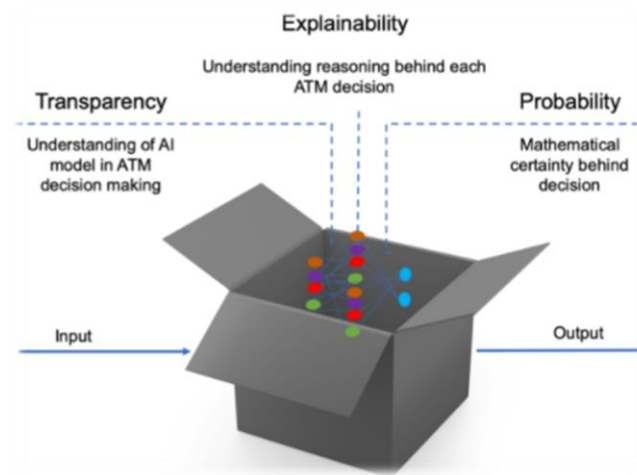 Explainability
Understanding reasoning behind each
ATM decision
Transparency
Understanding of AI
model in ATM
decision making
Probability
Mathematical
certainty behind
decision
Input
Output